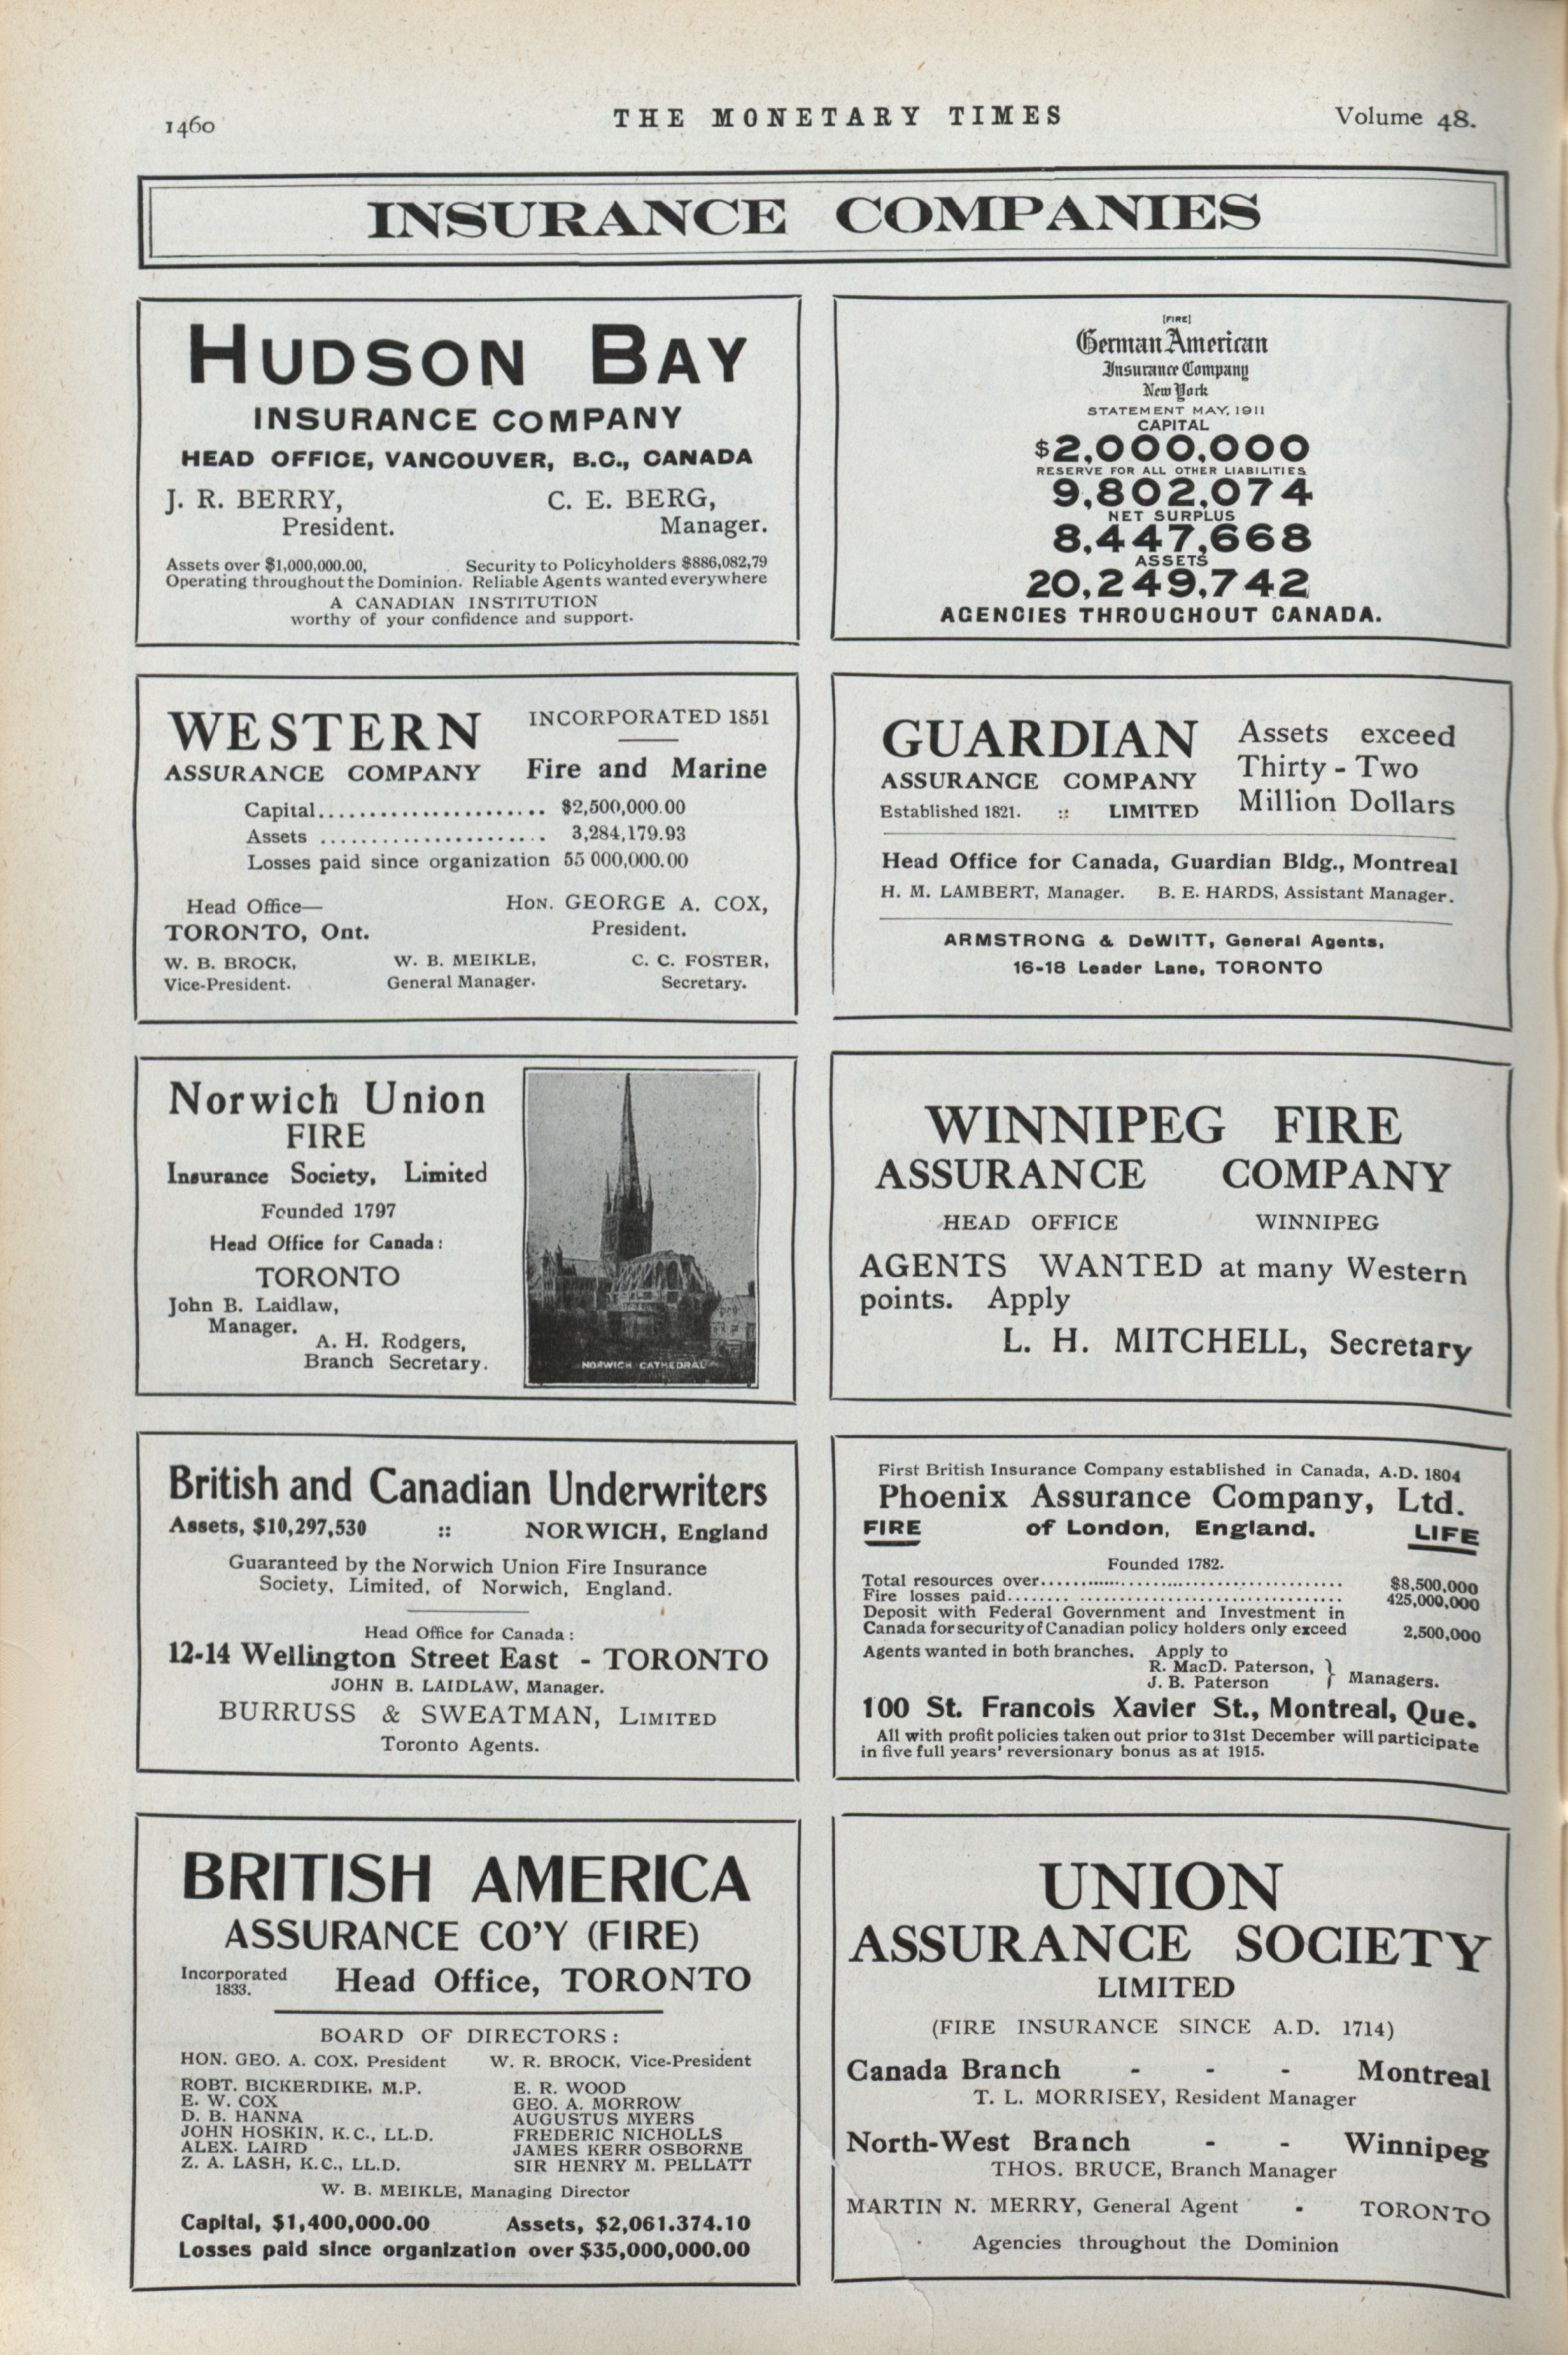 1460
THE MONETARY TIMES
Volume 48.
INSURANCE COMPANIES
HUDSON BAY
INSURANCE COMPANY
HEAD OFFICE, VANCOUVER, B.C., CANADA
J. R. BERRY, C. E. BERG,
President. Manager.
Assets over $1,000,000.00, Security to Policyholders $886,082,79
Operating throughout the Dominion. Reliable Agents wanted everywhere
A CANADIAN INSTITUTION
worthy of your confidence and support.
[FIRE]
German American
Insurance Company
New York
STATEMENT MAY, 1911
CAPITAL
$2,000,000
RESERVE FOR ALL OTHER LIABILITIES
9,802,074
NET SURPLUS
8,447,668
ASSETS
20,249,742
AGENCIES THROUGHOUT CANADA.
WESTERN INCORPORATED 1851
ASSURANCE COMPANY Fire and Marine
Capital...................... $2,500,000.00
Assets ...................... 3,284,179.93
Losses paid since organization 55 000,000.00
Head Office— HON. GEORGE A. COX,
TORONTO, Ont. President.
W. B. BROCK, W. B. MEIKLE, C. C. FOSTER,
Vice-President. General Manager. Secretary.
GUARDIAN Assets exceed
ASSURANCE COMPANY Thirty - Two
Established 1821. :: LIMITED Million Dollars
Head Office for Canada, Guardian Bldg., Montreal
H. M. LAMBERT, Manager. B. E. HARDS, Assistant Manager.
ARMSTRONG & DeWITT, General Agents,
16-18 Leader Lane, TORONTO
Norwich Union
FIRE
Insurance Society, Limited
Founded 1797
Head Office for Canada:
TORONTO
John B. Laidlaw,
Manager.
A. H. Rodgers,
Branch Secretary.
NORWICH CATHEDRAL
WINNIPEG FIRE
ASSURANCE COMPANY
HEAD OFFICE WINNIPEG
AGENTS WANTED at many Western
points. Apply
L. H. MITCHELL, Secretary
British and Canadian Underwriters
Assets, $10,297,530 :: NORWICH, England
Guaranteed by the Norwich Union Fire Insurance
Society, Limited, of Norwich, England.
Head Office for Canada:
12-14 Wellington Street East - TORONTO
JOHN B. LAIDLAW, Manager.
BURRUSS & SWEATMAN, LIMITED
Toronto Agents.
First British Insurance Company established in Canada, A.D. 1804
Phoenix Assurance Company, Ltd.
FIRE of London, England. LIFE
Founded 1782.
Total resources over.......................................... $8,500,000
Fire losses paid........ .................................... 425,000,000
Deposit with Federal Government and Investment in
Canada for security of Canadian policy holders only exceed 2,500,000
Agents wanted in both branches. Apply to
R. MacD. Paterson, }
J. B. Paterson } Managers.
100 St. Francois Xavier St., Montreal, Que.
All with profit policies taken out prior to 31st December will participate
in five full years' reversionary bonus as at 1915.
BRITISH AMERICA
ASSURANCE CO'Y (FIRE)
Incorporated 1833. Head Office, TORONTO
BOARD OF DIRECTORS:
HON. GEO. A. COX, President W. R. BROCK, Vice-President
ROBT. BICKERDIKE, M.P. E. R. WOOD
E. W. COX GEO. A. MORROW
D. B. HANNA AUGUSTUS MYERS
JOHN HOSKIN, K.C., LL.D. FREDERIC NICHOLLS
ALEX. LAIRD JAMES KERR OSBORNE
Z. A. LASH, K.C., LL.D. SIR HENRY M. PELLATT
W. B. MEIKLE, Managing Director
Capital, $1,400,000.00 Assets, $2,061.374.10
Losses paid since organization over $35,000,000.00
UNION
ASSURANCE SOCIETY
LIMITED
(FIRE INSURANCE SINCE A.D. 1714)
Canada Branch - - - Montreal
T. L. MORRISEY, Resident Manager
North-West Branch - - Winnipeg
THOS. BRUCE, Branch Manager
MARTIN N. MERRY, General Agent - TORONTO
Agencies throughout the Dominion